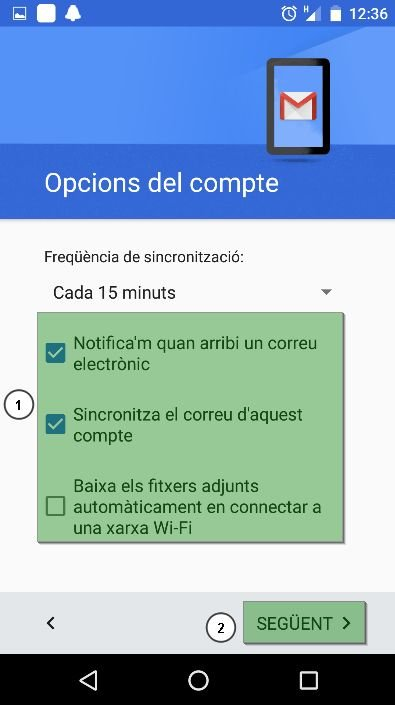 H
12:36
Opcions del compte
Freqüència de sincronització:
Cada 15 minuts
Notifica'm quan arribi un correu
electrònic
1
Sincronitza el correu d'aquest
compte
Baixa els fitxers adjunts
automàticament en connectar a
una xarxa Wi-Fi
2
SEGÜENT